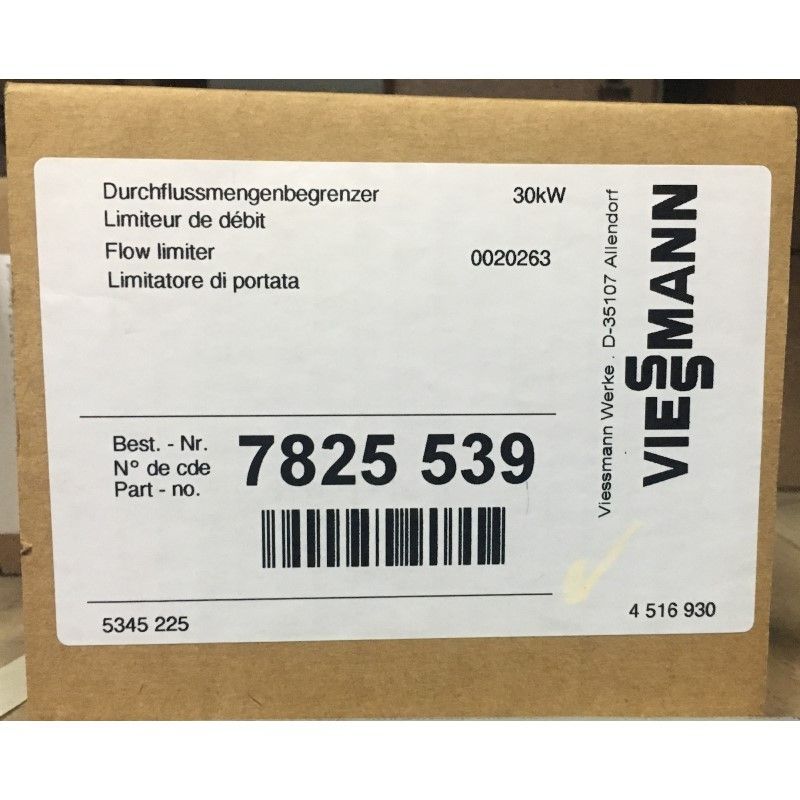 Durchflussmengenbegrenzer 30kW
Limiteur de débit
Flow limiter 0020263
Limitatore di portata
Best. - Nr.
N° de cde
Part - no.
7825 539
5345 225
4 516 930
Viessmann Werke . D-35107 Allendorf
VIESSMANN